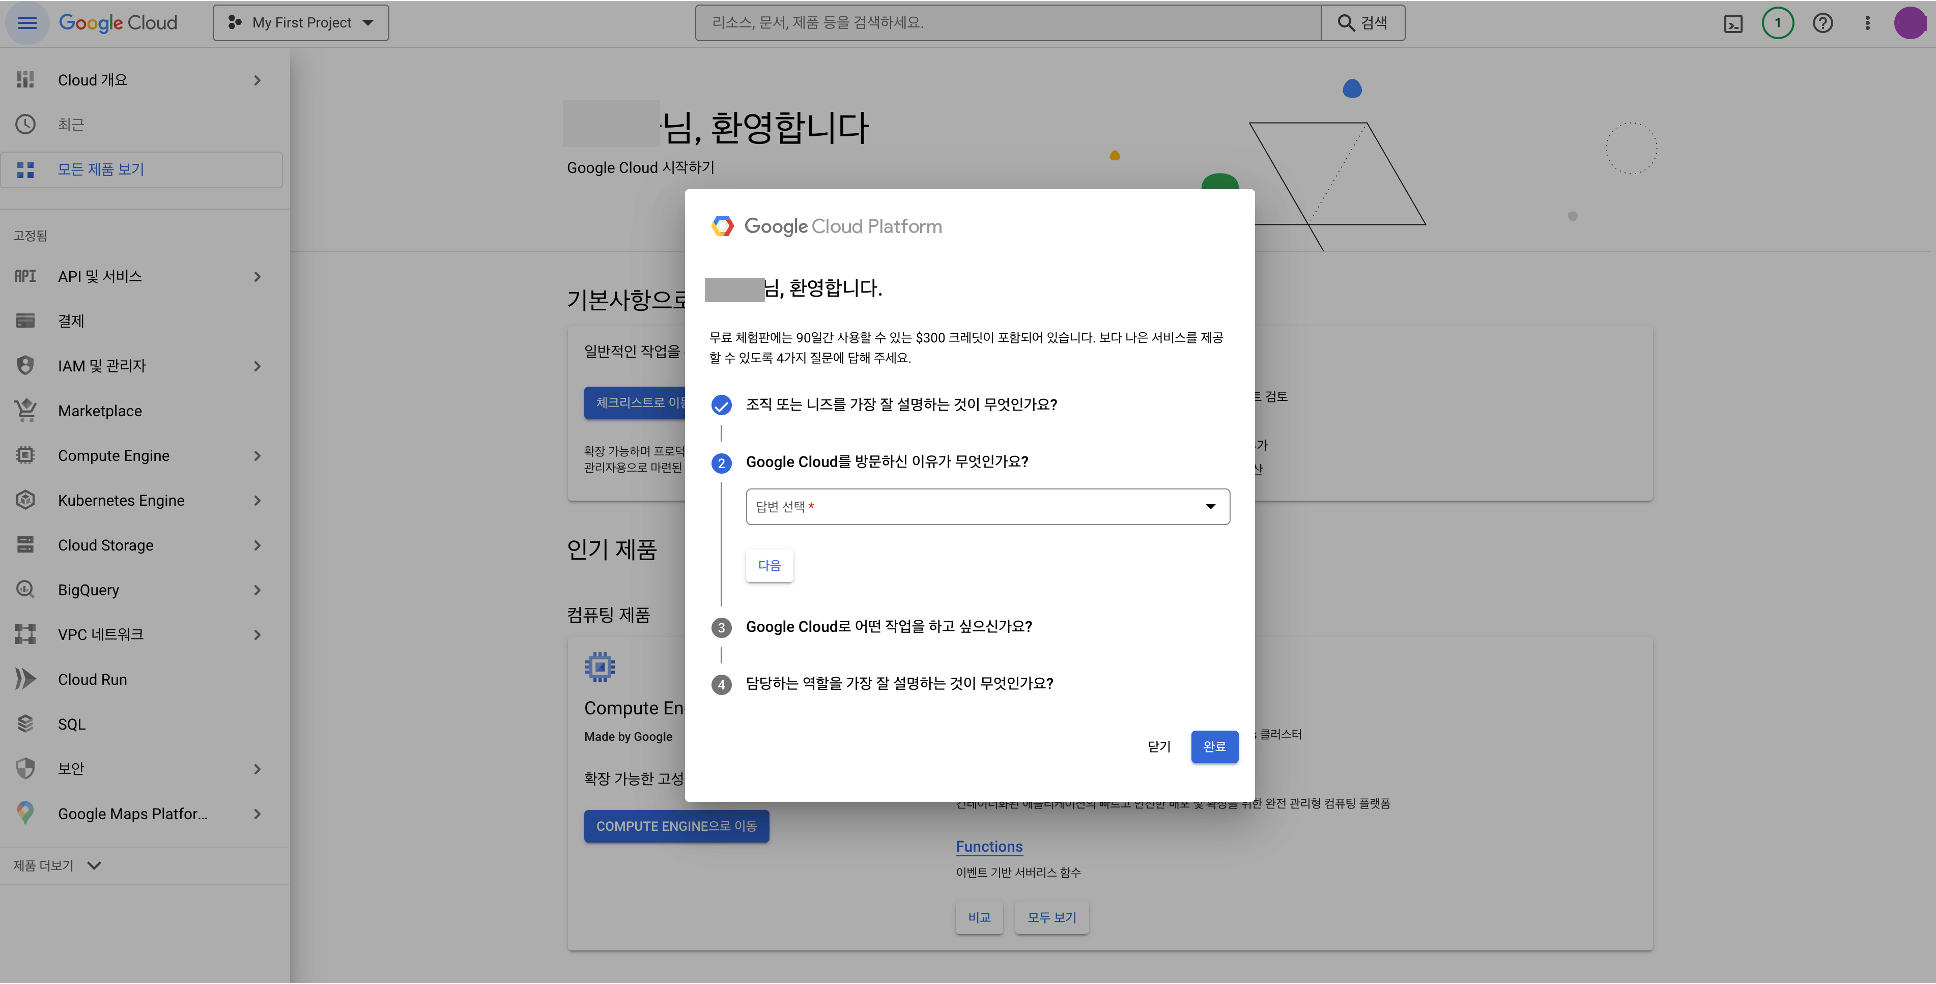 Google Cloud
My First Project
리소스, 문서, 제품 등을 검색하세요.
검색
1
Cloud 개요
최근
모든 제품 보기
고정됨
API
API 및 서비스
결제
IAM 및 관리자
Marketplace
Compute Engine
Kubernetes Engine
Cloud Storage
BigQuery
VPC 네트워크
Cloud Run
SQL
보안
Google Maps Platfor...
제품 더보기
님, 환영합니다
Google Cloud 시작하기
기본사항으로
일반적인 작업을
체크리스트로 이동
확장 가능하며 프로덕
관리자용으로 마련된
검토
인기 제품
컴퓨팅 제품
Compute En
Made by Google
확장 가능한 고성
COMPUTE ENGINE으로 이동
Google Cloud Platform
님, 환영합니다.
무료 체험판에는 90일간 사용할 수 있는 $300 크레딧이 포함되어 있습니다. 보다 나은 서비스를 제공
할 수 있도록 4가지 질문에 답해 주세요.
조직 또는 니즈를 가장 잘 설명하는 것이 무엇인가요?
2 Google Cloud를 방문하신 이유가 무엇인가요?
답변 선택 *
다음
3 Google Cloud로 어떤 작업을 하고 싶으신가요?
4 담당하는 역할을 가장 잘 설명하는 것이 무엇인가요?
닫기
완료
클러스터
컨테이너화된 애플리케이션의 빠르고 안전한 배포 및 확장을 위한 완전 관리형 컴퓨팅 플랫폼
Functions
이벤트 기반 서버리스 함수
비교
모두 보기